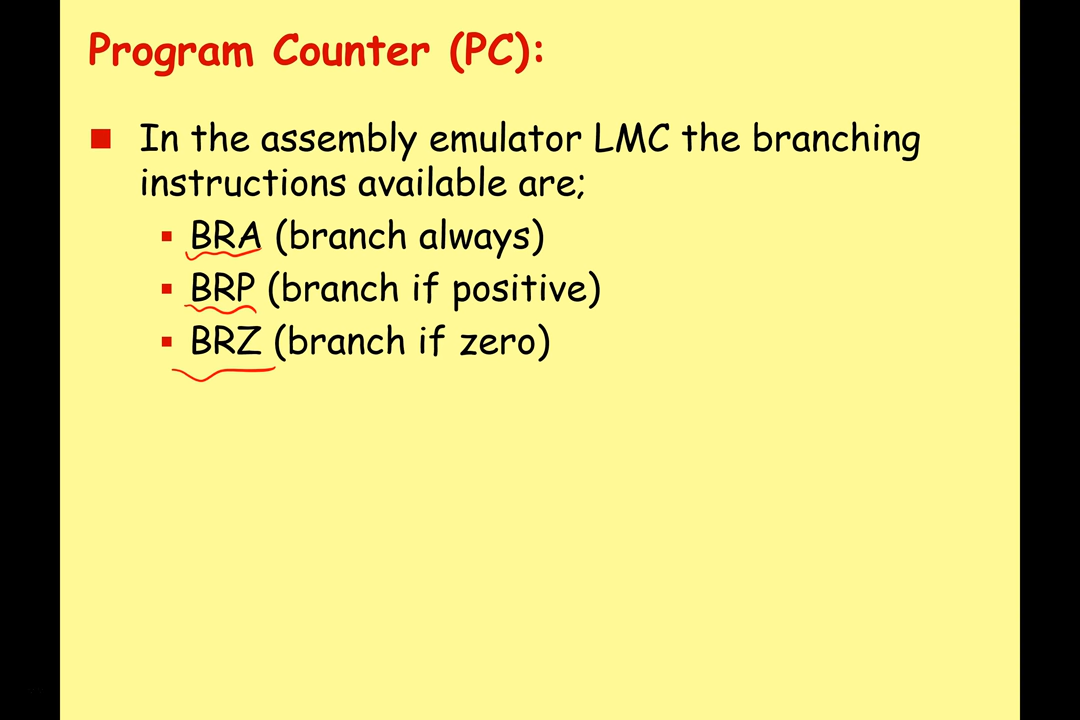 Program Counter (PC):
In the assembly emulator LMC the branching
instructions available are;
BRA (branch always)
BRP (branch if positive)
BRZ (branch if zero)